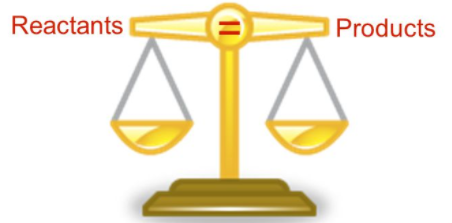 Reactants = Products